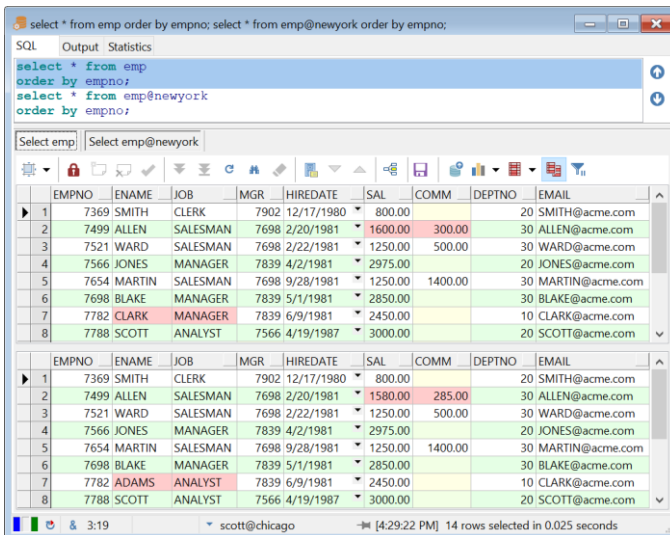 select * from emp order by empno; select * from emp@newyork order by empno;
SQL Output Statistics
select * from emp
order by empno;
select * from emp@newyork
order by empno;
Select emp Select emp@newyork
EMPNO ENAME JOB MGR HIREDATE SAL COMM DEPTNO EMAIL
1 7369 SMITH CLERK 7902 12/17/1980 800.00 20 SMITH@acme.com
2 7499 ALLEN SALESMAN 7698 2/20/1981 1600.00 300.00 30 ALLEN@acme.com
3 7521 WARD SALESMAN 7698 2/22/1981 1250.00 500.00 30 WARD@acme.com
4 7566 JONES MANAGER 7839 4/2/1981 2975.00 20 JONES@acme.com
5 7654 MARTIN SALESMAN 7698 9/28/1981 1250.00 1400.00 30 MARTIN@acme.com
6 7698 BLAKE MANAGER 7839 5/1/1981 2850.00 30 BLAKE@acme.com
7 7782 CLARK MANAGER 7839 6/9/1981 2450.00 10 CLARK@acme.com
8 7788 SCOTT ANALYST 7566 4/19/1987 3000.00 20 SCOTT@acme.com
EMPNO ENAME JOB MGR HIREDATE SAL COMM DEPTNO EMAIL
1 7369 SMITH CLERK 7902 12/17/1980 800.00 20 SMITH@acme.com
2 7499 ALLEN SALESMAN 7698 2/20/1981 1580.00 285.00 30 ALLEN@acme.com
3 7521 WARD SALESMAN 7698 2/22/1981 1250.00 500.00 30 WARD@acme.com
4 7566 JONES MANAGER 7839 4/2/1981 2975.00 20 JONES@acme.com
5 7654 MARTIN SALESMAN 7698 9/28/1981 1250.00 1400.00 30 MARTIN@acme.com
6 7698 BLAKE MANAGER 7839 5/1/1981 2850.00 30 BLAKE@acme.com
7 7782 ADAMS ANALYST 7839 6/9/1981 2450.00 10 CLARK@acme.com
8 7788 SCOTT ANALYST 7566 4/19/1987 3000.00 20 SCOTT@acme.com
& 3:19 scott@chicago [4:29:22 PM] 14 rows selected in 0.025 seconds